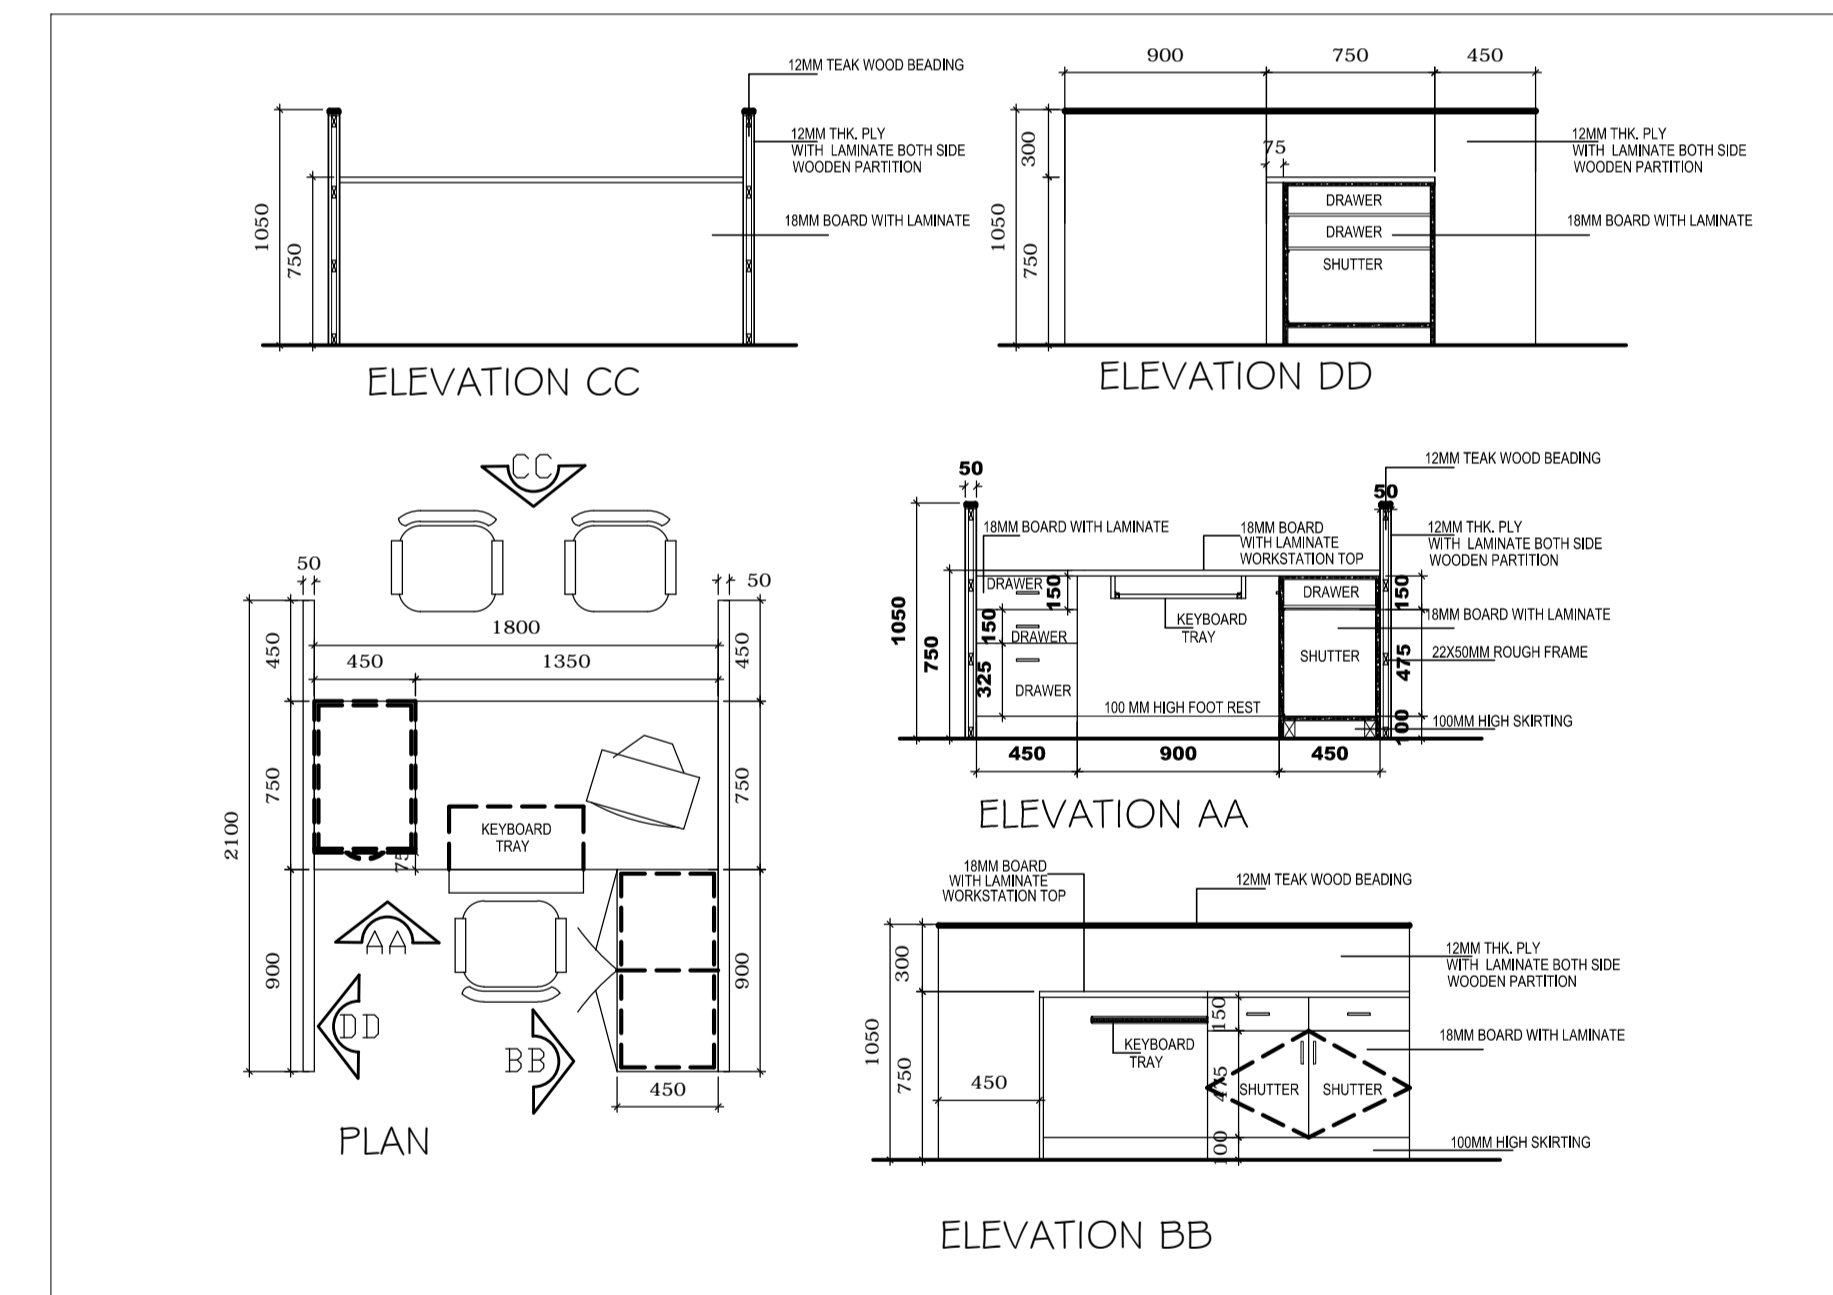 12MM TEAK WOOD BEADING
12MM THK. PLY
WITH LAMINATE BOTH SIDE
WOODEN PARTITION
18MM BOARD WITH LAMINATE
1050
750
ELEVATION CC
900
750
450
300
75
1050
750
DRAWER
DRAWER
SHUTTER
12MM THK. PLY
WITH LAMINATE BOTH SIDE
WOODEN PARTITION
18MM BOARD WITH LAMINATE
ELEVATION DD
CC
50
50
1800
450
1350
450
450
750
750
2100
75
KEYBOARD
TRAY
900
900
AA
DD
BB
450
PLAN
50
50
12MM TEAK WOOD BEADING
18MM BOARD WITH LAMINATE
18MM BOARD
WITH LAMINATE
WORKSTATION TOP
12MM THK. PLY
WITH LAMINATE BOTH SIDE
WOODEN PARTITION
1050
750
DRAWER
150
150
DRAWER
325
DRAWER
KEYBOARD
TRAY
DRAWER
150
18MM BOARD WITH LAMINATE
SHUTTER
475
22X50MM ROUGH FRAME
100 MM HIGH FOOT REST
100
100MM HIGH SKIRTING
450
900
450
ELEVATION AA
18MM BOARD
WITH LAMINATE
WORKSTATION TOP
12MM TEAK WOOD BEADING
12MM THK. PLY
WITH LAMINATE BOTH SIDE
WOODEN PARTITION
300
1050
750
450
KEYBOARD
TRAY
150
475
100
SHUTTER
SHUTTER
18MM BOARD WITH LAMINATE
100MM HIGH SKIRTING
ELEVATION BB